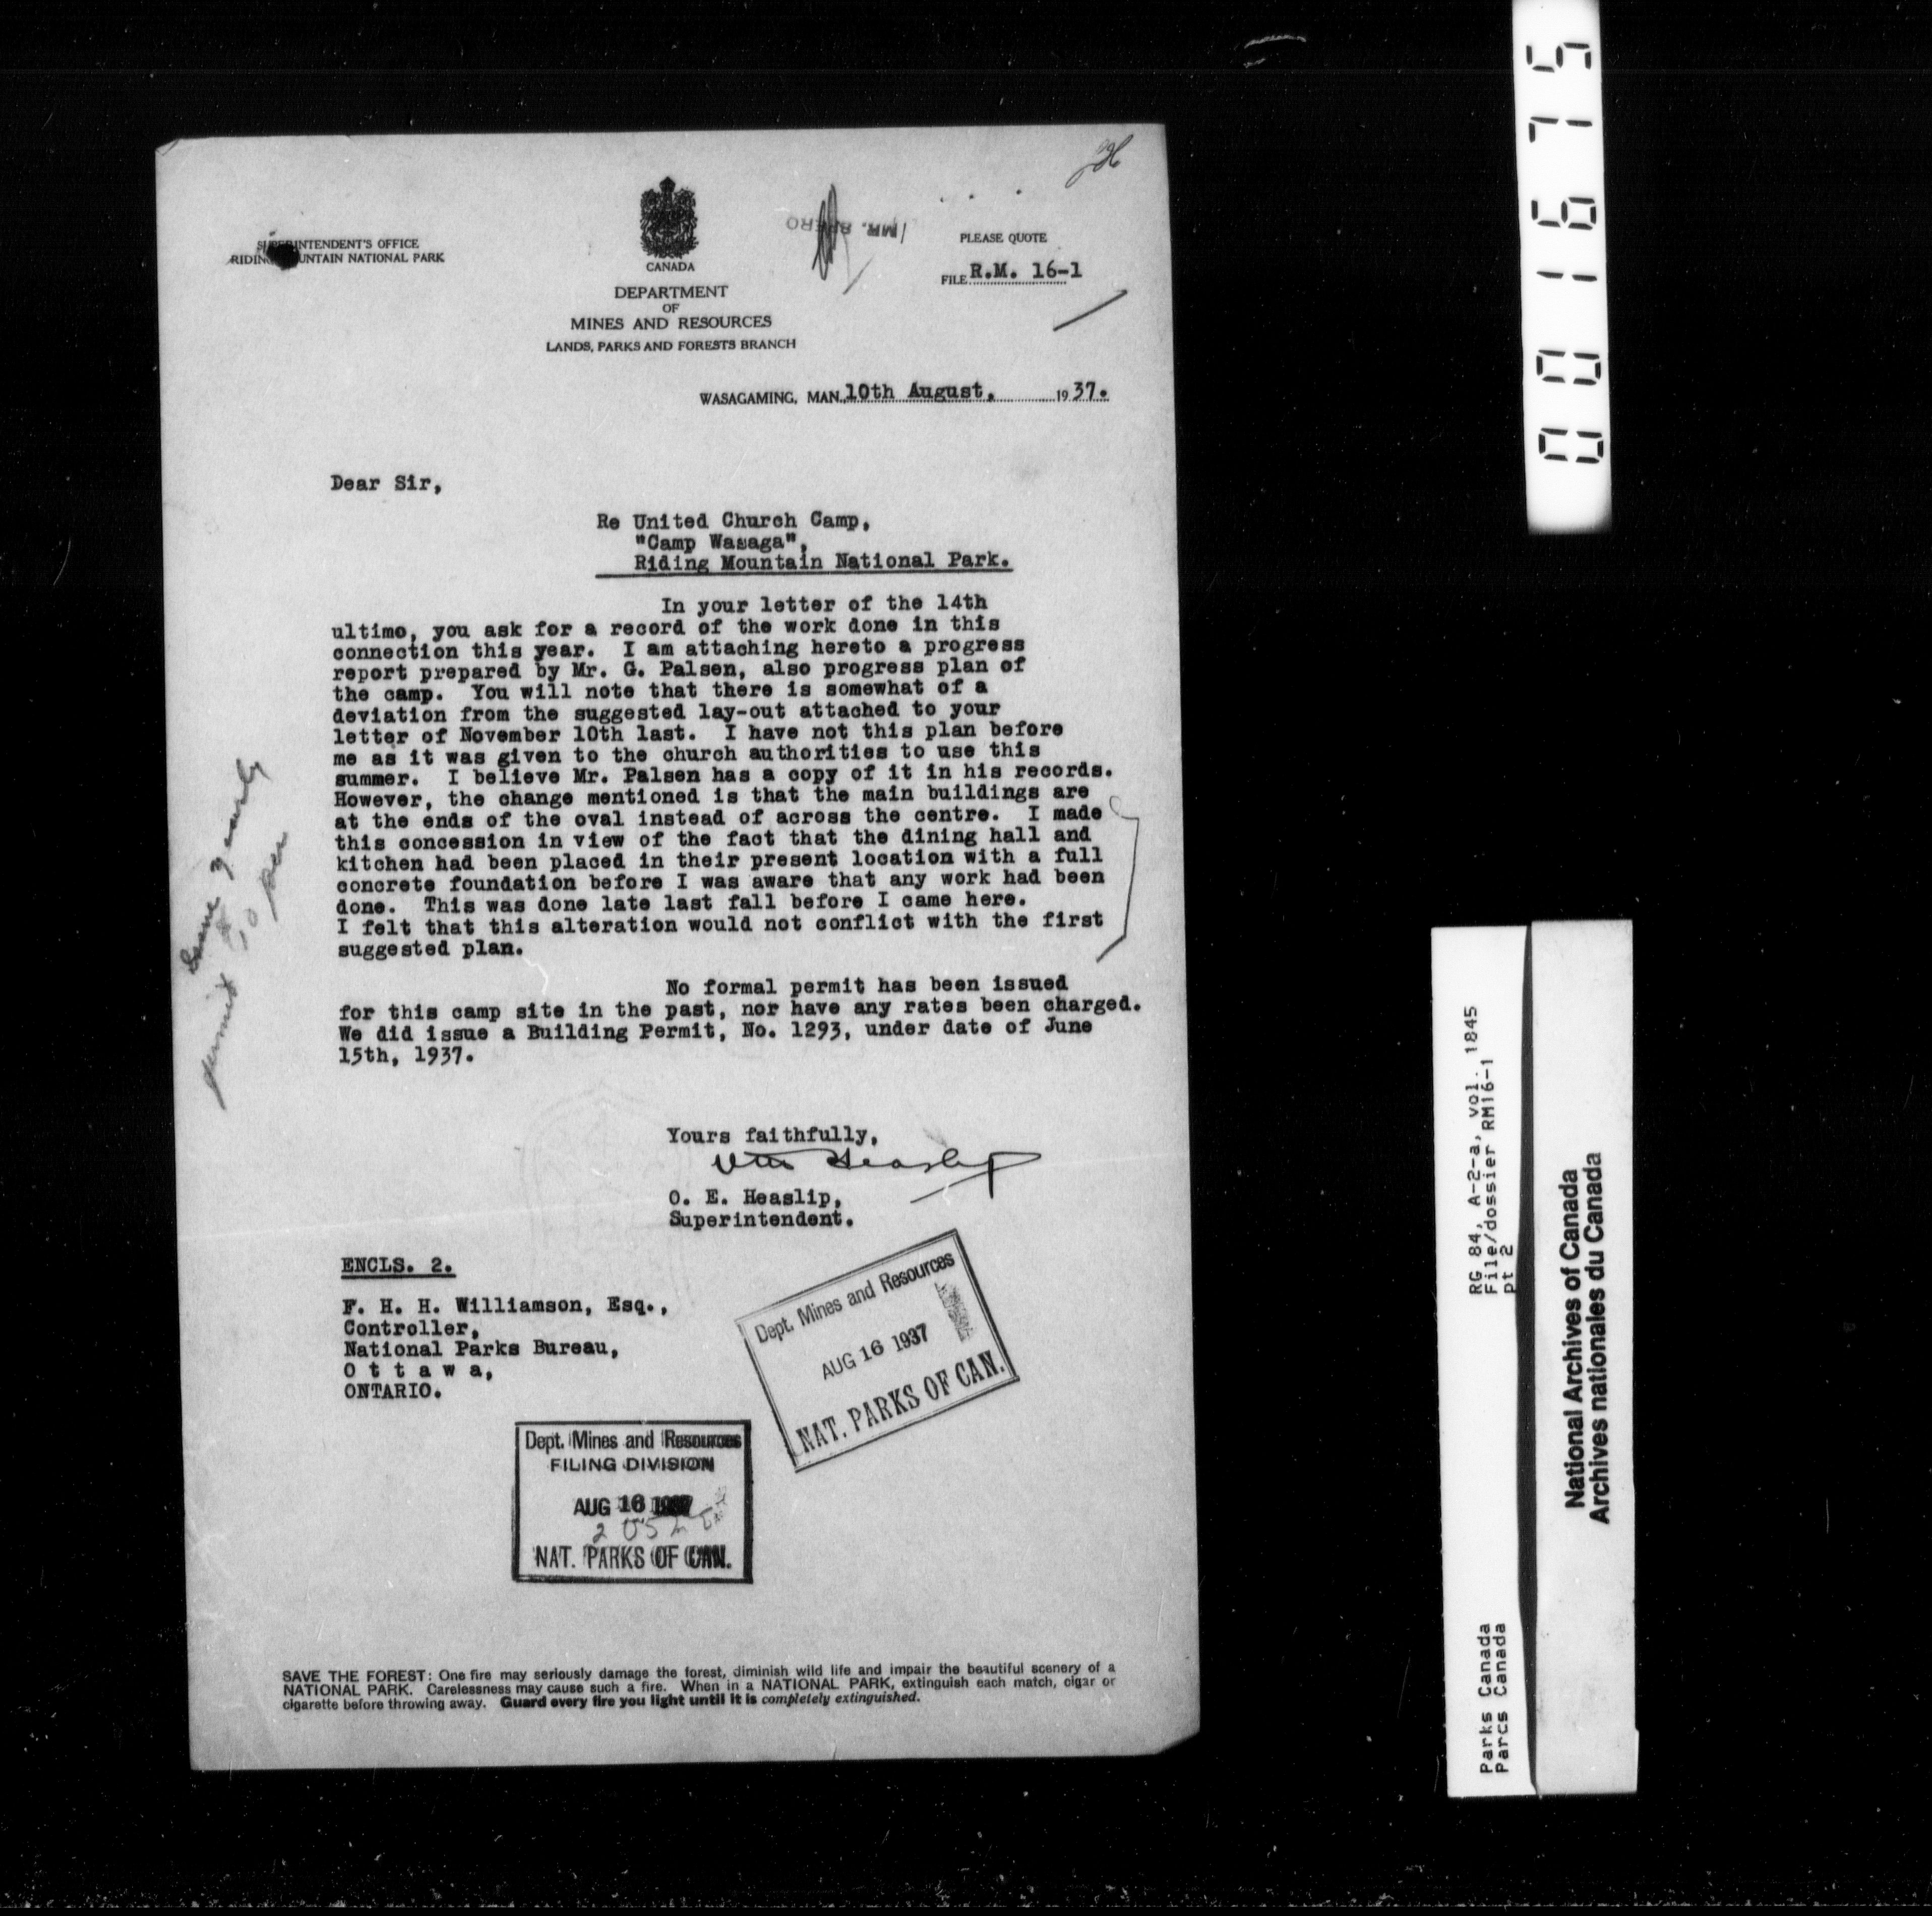 SUPERINTENDENT'S OFFICE
RIDING MOUNTAIN NATIONAL PARK
CANADA
DEPARTMENT
OF
MINES AND RESOURCES
LANDS, PARKS AND FORESTS BRANCH
MR. SPERO
PLEASE QUOTE
FILE R.M. 16-1
WASAGAMING, MAN. 10th August, 1937.
Dear Sir,
Re United Church Camp,
"Camp Wasaga",
Riding Mountain National Park.
In your letter of the 14th
ultimo, you ask for a record of the work done in this
connection this year. I am attaching hereto a progress
report prepared by Mr. G. Palsen, also progress plan of
the camp. You will note that there is somewhat of a
deviation from the suggested lay-out attached to your
letter of November 10th last. I have not this plan before
me as it was given to the church authorities to use this
summer. I believe Mr. Palsen has a copy of it in his records.
However, the change mentioned is that the main buildings are
at the ends of the oval instead of across the centre. I made
this concession in view of the fact that the dining hall and
kitchen had been placed in their present location with a full
concrete foundation before I was aware that any work had been
done. This was done late last fall before I came here.
I felt that this alteration would not conflict with the first
suggested plan.
No formal permit has been issued
for this camp site in the past, nor have any rates been charged.
We did issue a Building Permit, No. 1293, under date of June
15th, 1937.
permit
Yours faithfully,
O. E. Heaslip,
Superintendent.
ENCLS. 2.
F. H. H. Williamson, Esq.,
Controller,
National Parks Bureau,
O t t a w a,
ONTARIO.
Dept. Mines and Resources
AUG 16 1937
NAT. PARKS OF CAN.
Dept. Mines and Resources
FILING DIVISION
AUG 16 1937
NAT. PARKS OF CAN.
SAVE THE FOREST: One fire may seriously damage the forest, diminish wild life and impair the beautiful scenery of a
NATIONAL PARK. Carelessness may cause such a fire. When in a NATIONAL PARK, extinguish each match, cigar or
cigarette before throwing away. Guard every fire you light until it is completely extinguished.
001675
RG 84, A-2-a, vol. 1845
File/dossier RM16-1
pt 2
Parks Canada
Parcs Canada
National Archives of Canada
Archives nationales du Canada